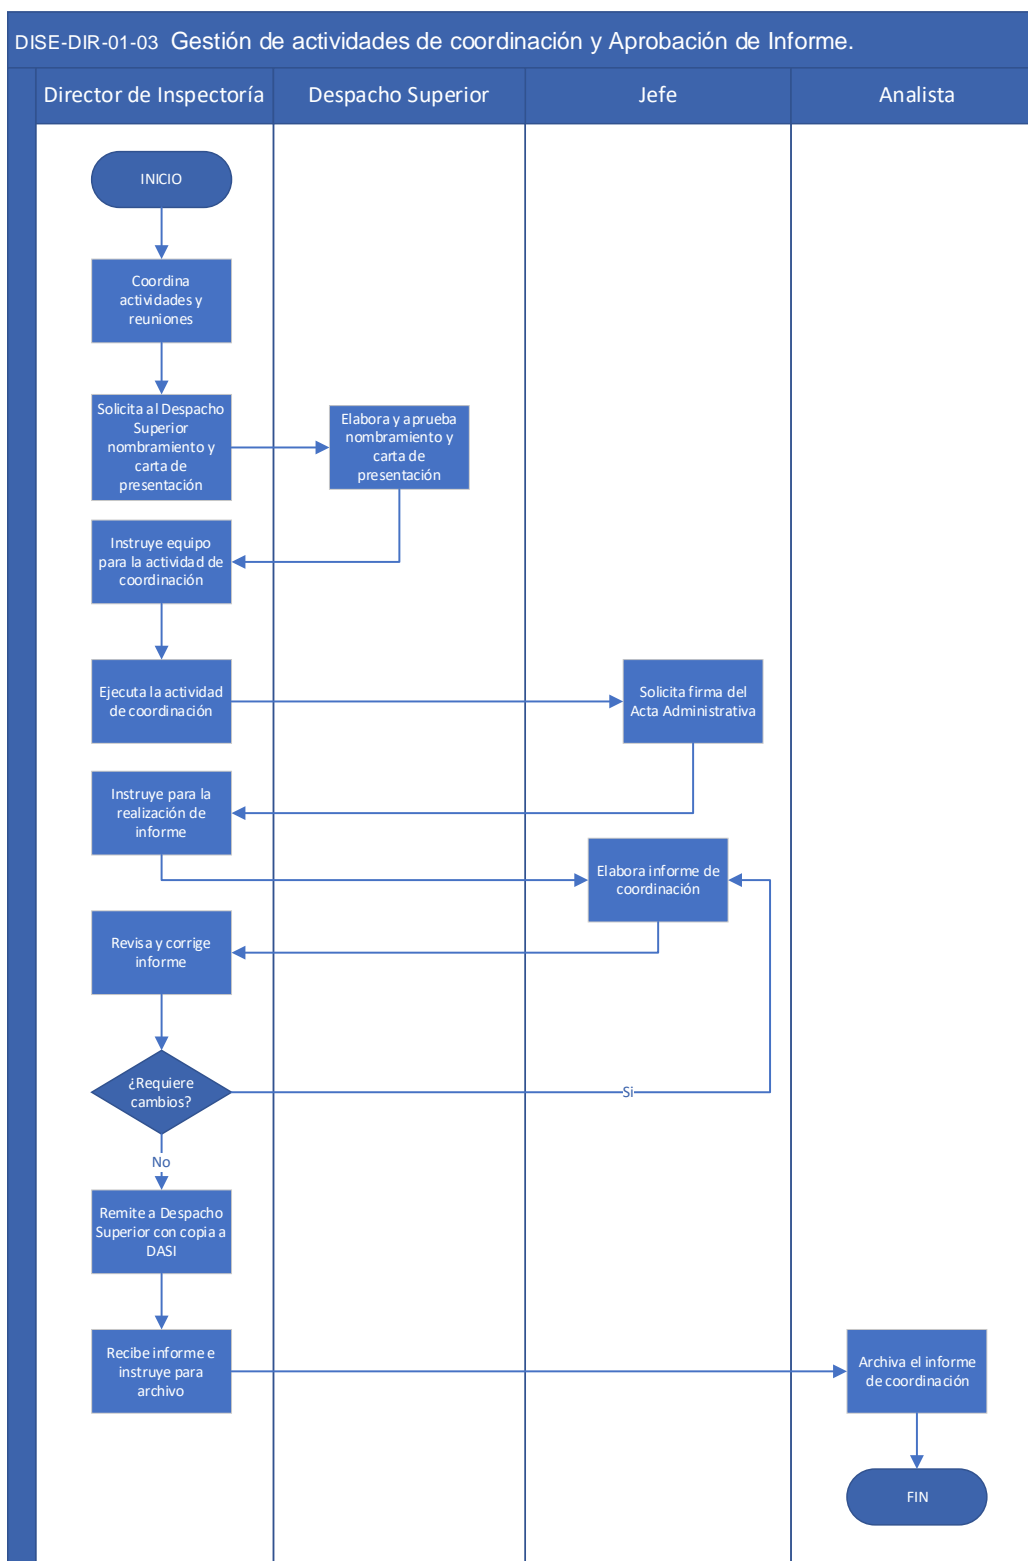 DISE-DIR-01-03 Gestión de actividades de coordinación y Aprobación de Informe.
Director de Inspectoría
Despacho Superior
Jefe
Analista
INICIO
Coordina
actividades y
reuniones
Solicita al Despacho
Superior
nombramiento y
carta de
presentación
Elabora y aprueba
nombramiento y
carta de
presentación
Instruye equipo
para la actividad de
coordinación
Ejecuta la actividad
de coordinación
Solicita firma del
Acta Administrativa
Instruye para la
realización de
informe
Elabora informe de
coordinación
Revisa y corrige
informe
¿Requiere
cambios?
Si
No
Remite a Despacho
Superior con copia a
DASI
Recibe informe e
instruye para
archivo
Archiva el informe
de coordinación
FIN